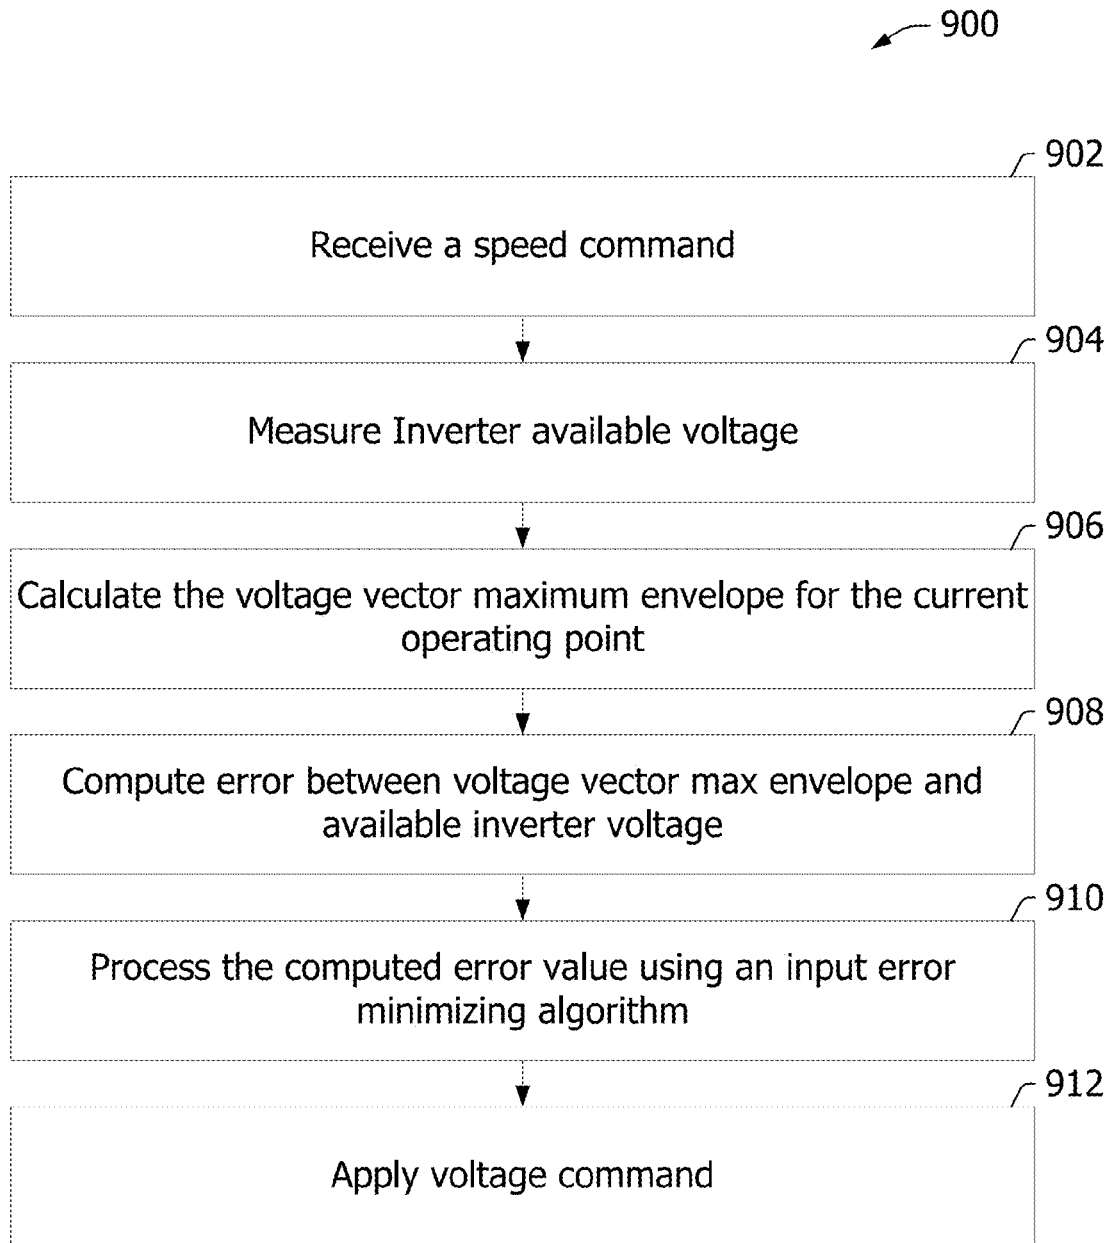 900
902
Receive a speed command
904
Measure Inverter available voltage
906
Calculate the voltage vector maximum envelope for the current
operating point
908
Compute error between voltage vector max envelope and
available inverter voltage
910
Process the computed error value using an input error
minimizing algorithm
912
Apply voltage command